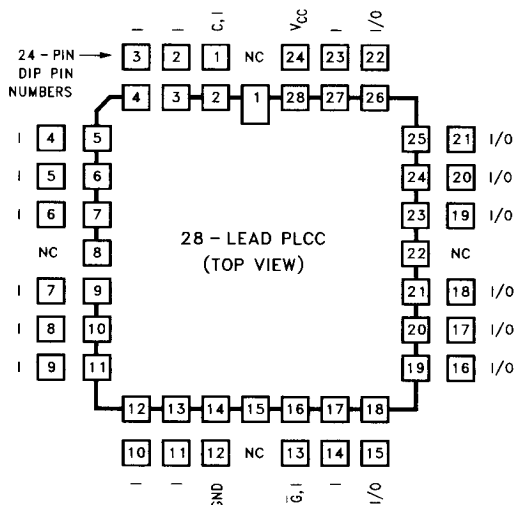 I I C, I VCC I I/O
24-PIN DIP PIN NUMBERS 3 2 1 NC 24 23 22
4 3 2 1 28 27 26
I 4 5 25 21 I/O
I 5 6 24 20 I/O
I 6 7 23 19 I/O
NC 8 22 NC
28-LEAD PLCC
(TOP VIEW)
I 7 9 21 18 I/O
I 8 10 20 17 I/O
I 9 11 19 16 I/O
12 13 14 15 16 17 18
10 11 12 NC 13 14 15
I I GND G̅, I I I/O